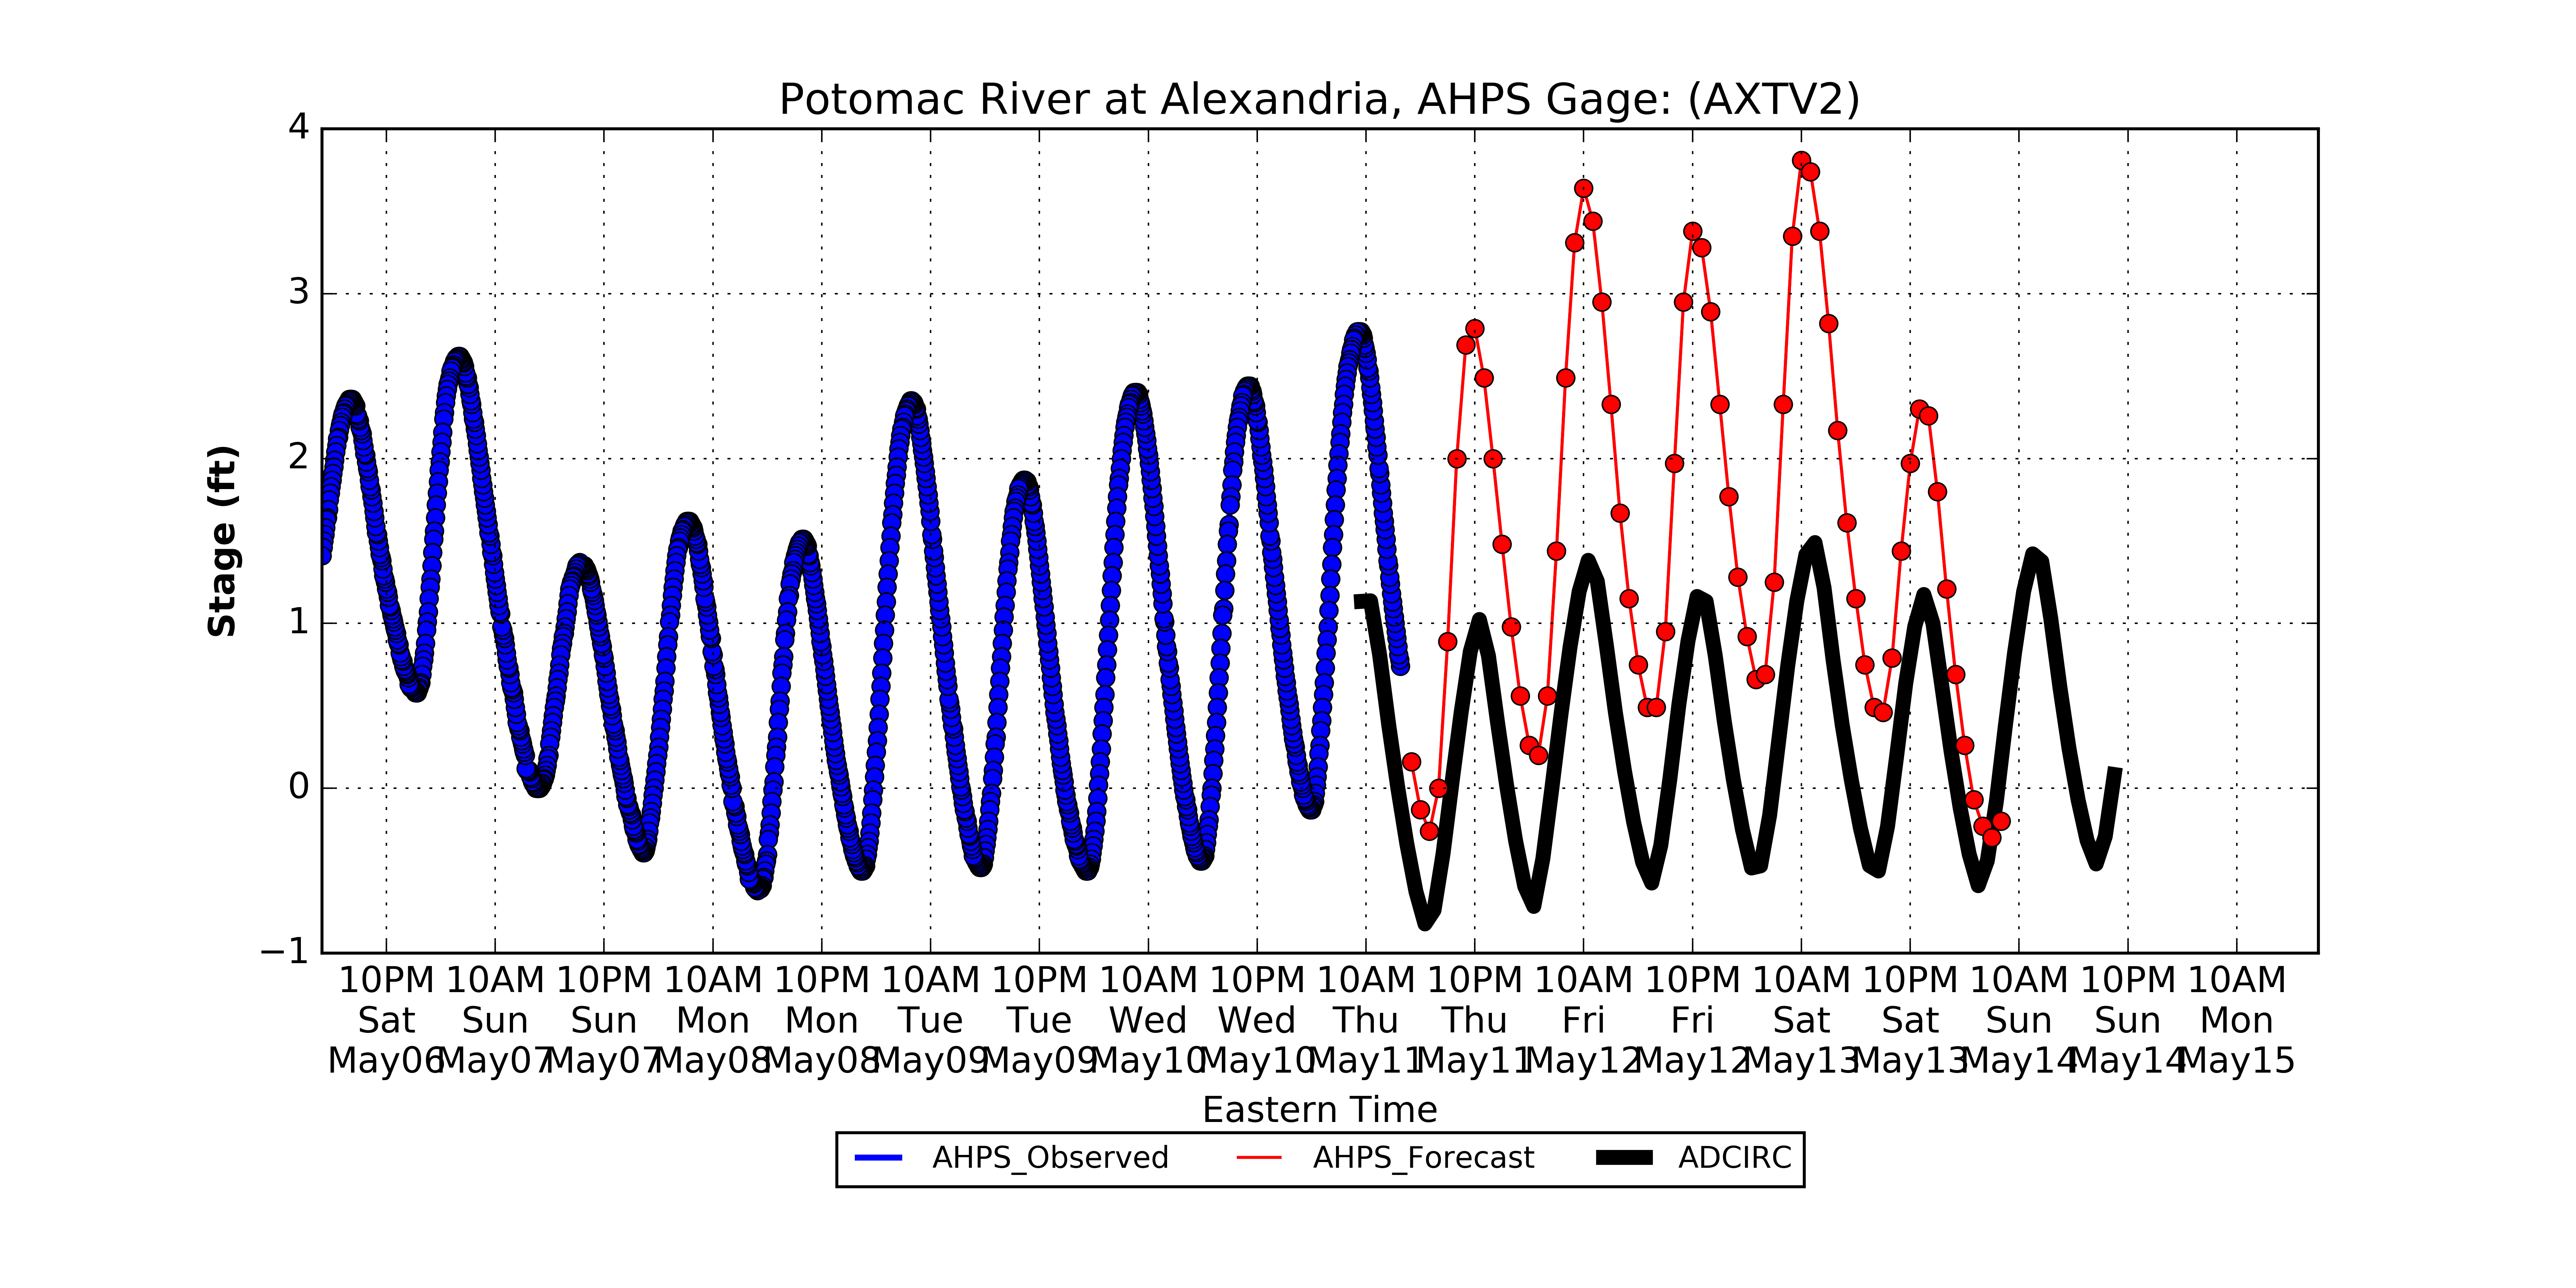 Potomac River at Alexandria, AHPS Gage: (AXTV2)
4
3
2
1
0
−1
Stage (ft)
10PM 10AM 10PM 10AM 10PM 10AM 10PM 10AM 10PM 10AM 10PM 10AM 10PM 10AM 10PM 10AM 10PM 10AM
Sat Sun Sun Mon Mon Tue Tue Wed Wed Thu Thu Fri Fri Sat Sat Sun Sun Mon
May06 May07 May07 May08 May08 May09 May09 May10 May10 May11 May11 May12 May12 May13 May13 May14 May14 May15
Eastern Time
AHPS_Observed AHPS_Forecast ADCIRC